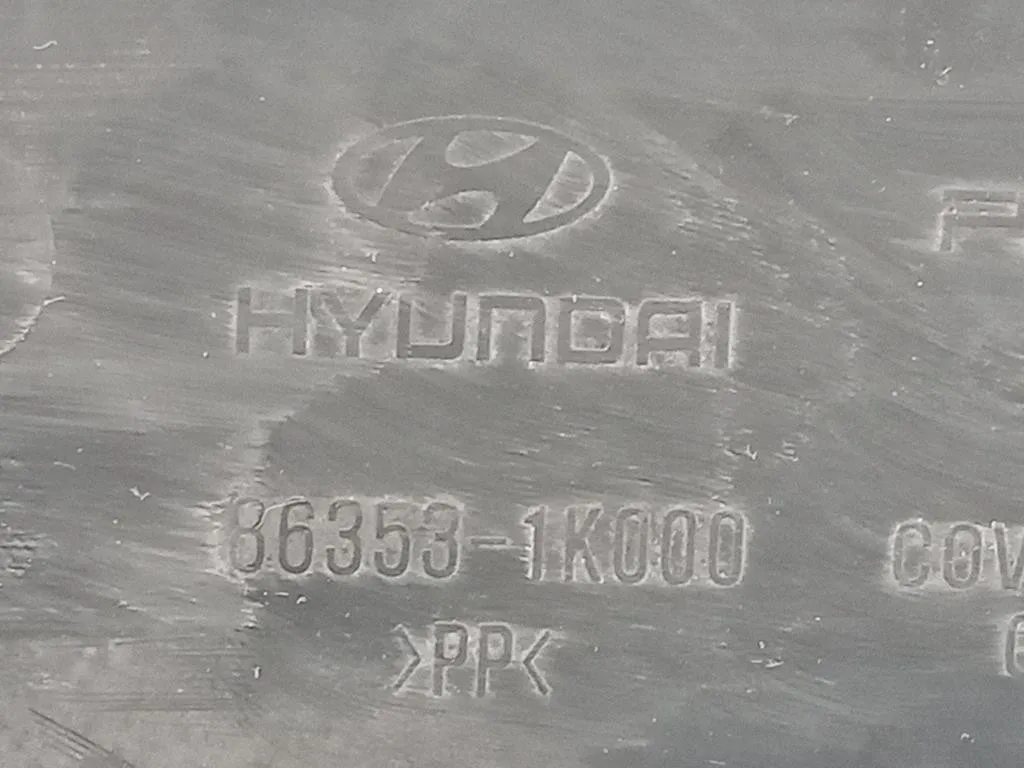 HYUNDAI
86353-1K000
COV
>PP<